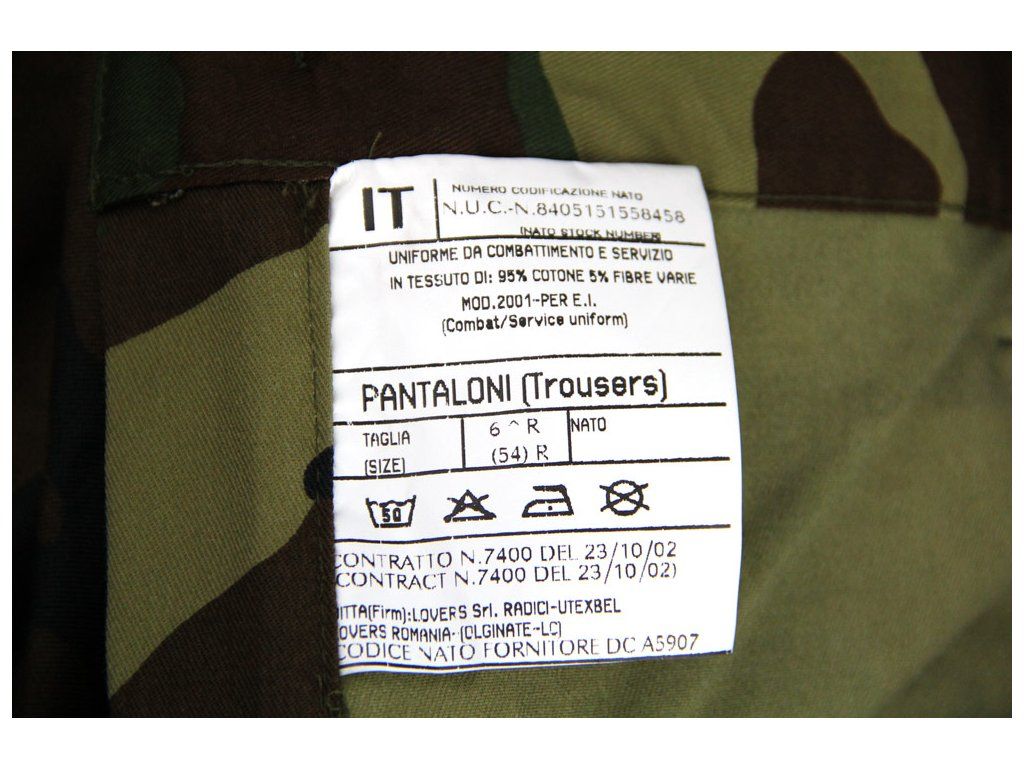 IT
NUMERO CODIFICAZIONE NATO
N.U.C.-N.8405151558458
(NATO STOCK NUMBER)
UNIFORME DA COMBATTIMENTO E SERVIZIO
IN TESSUTO DI: 95% COTONE 5% FIBRE VARIE
MOD.2001-PER E.I.
(Combat/Service uniform)
PANTALONI (Trousers)
TAGLIA
(SIZE)
6^R
(54) R
NATO
50
CONTRATTO N.7400 DEL 23/10/02
CONTRACT N.7400 DEL 23/10/02)
ITTA(Firm):LOVERS Srl. RADICI-UTEXBEL
OVERS ROMANIA-(OLGINATE-LC)
CODICE NATO FORNITORE DC A5907